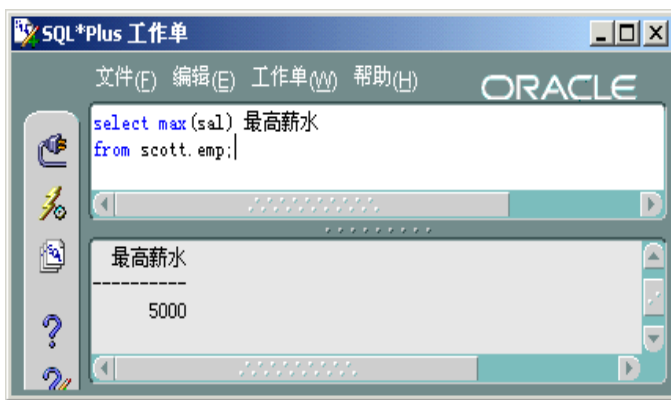 SQL*Plus 工作单
文件(F) 编辑(E) 工作单(W) 帮助(H) ORACLE
select max(sal) 最高薪水
from scott.emp;
最高薪水
----------
5000